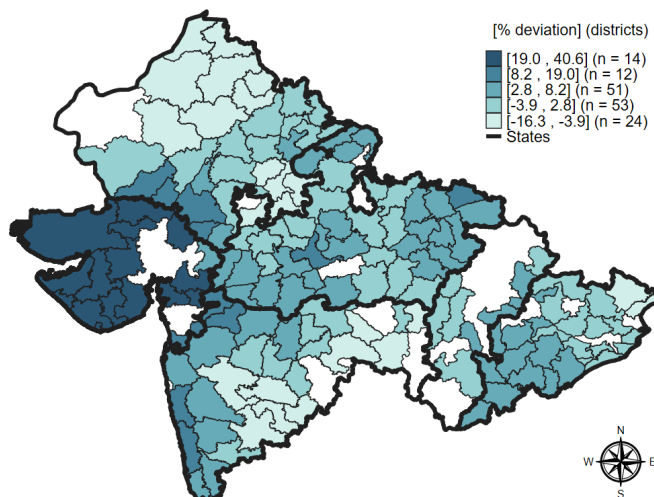 [% deviation] (districts)
[19.0 , 40.6] (n = 14)
[8.2 , 19.0] (n = 12)
[2.8 , 8.2] (n = 51)
[-3.9 , 2.8] (n = 53)
[-16.3 , -3.9] (n = 24)
States
N
W E
S